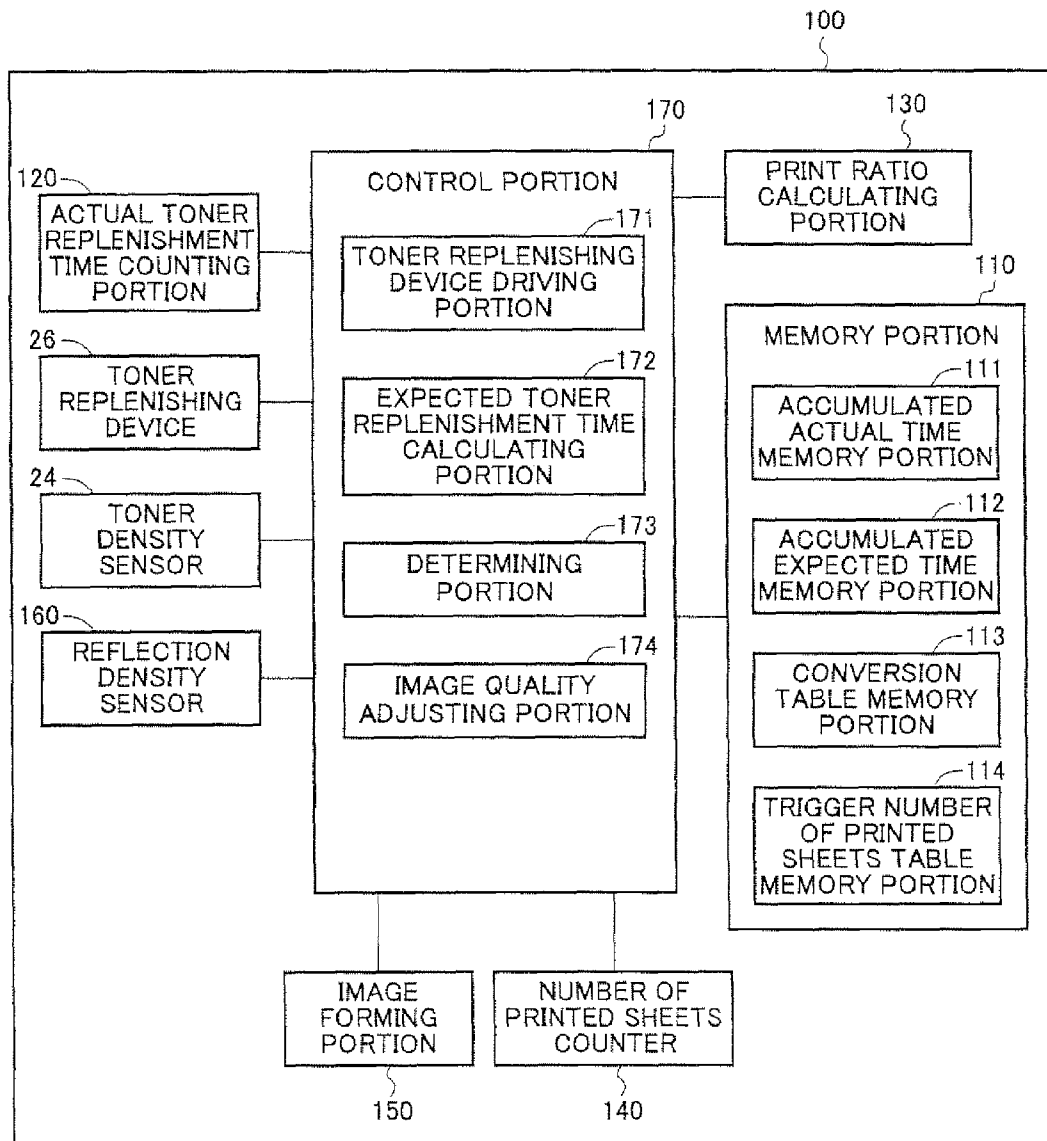 100
170
CONTROL PORTION
120
ACTUAL TONER
REPLENISHMENT
TIME COUNTING
PORTION
26
TONER
REPLENISHING
DEVICE
24
TONER
DENSITY
SENSOR
160
REFLECTION
DENSITY
SENSOR
171
TONER REPLENISHING
DEVICE DRIVING
PORTION
172
EXPECTED TONER
REPLENISHMENT TIME
CALCULATING
PORTION
173
DETERMINING
PORTION
174
IMAGE QUALITY
ADJUSTING PORTION
130
PRINT RATIO
CALCULATING
PORTION
110
MEMORY PORTION
111
ACCUMULATED
ACTUAL TIME
MEMORY PORTION
112
ACCUMULATED
EXPECTED TIME
MEMORY PORTION
113
CONVERSION
TABLE MEMORY
PORTION
114
TRIGGER NUMBER
OF PRINTED
SHEETS TABLE
MEMORY PORTION
IMAGE
FORMING
PORTION
150
NUMBER OF
PRINTED SHEETS
COUNTER
140